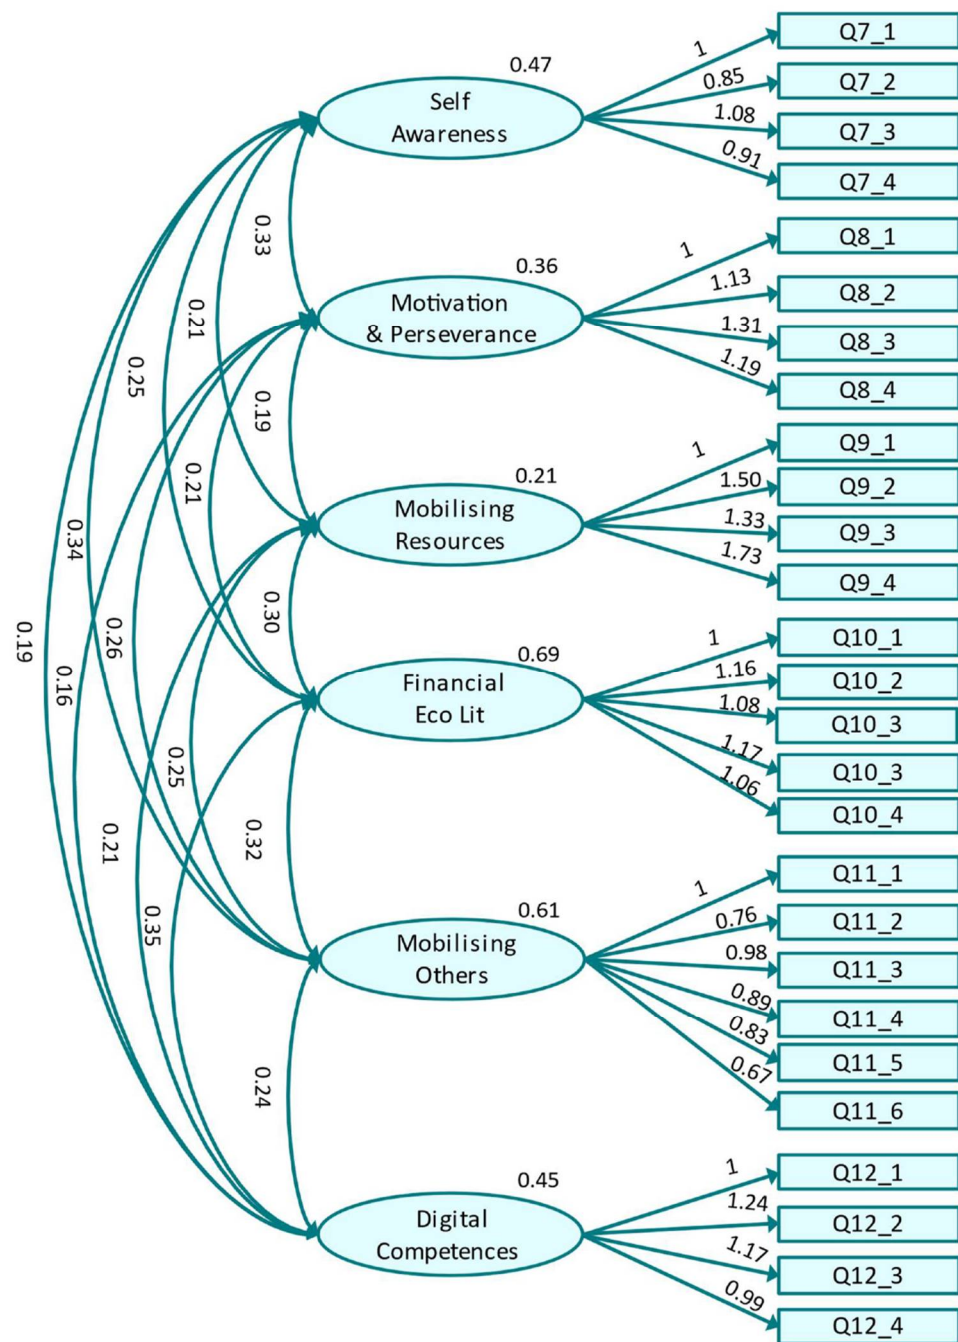 Q7_1
1
0.47
Q7_2
0.85
Self
Awareness
Q7_3
1.08
Q7_4
0.91
0.33
Q8_1
1
0.36
Q8_2
1.13
Motivation
& Perseverance
Q8_3
1.31
Q8_4
1.19
0.21
0.25
0.19
Q9_1
1
0.21
Q9_2
1.50
Mobilising
Resources
Q9_3
1.33
Q9_4
1.73
0.21
0.34
0.30
0.19
0.26
0.16
Q10_1
1
0.69
Q10_2
1.16
Financial
Eco Lit
Q10_3
1.08
Q10_3
1.17
Q10_4
1.06
0.25
0.21
0.32
Q11_1
1
0.61
Q11_2
0.76
Mobilising
Others
Q11_3
0.98
Q11_4
0.89
Q11_5
0.83
Q11_6
0.67
0.35
0.24
Q12_1
1
0.45
Q12_2
1.24
Digital
Competences
Q12_3
1.17
Q12_4
0.99